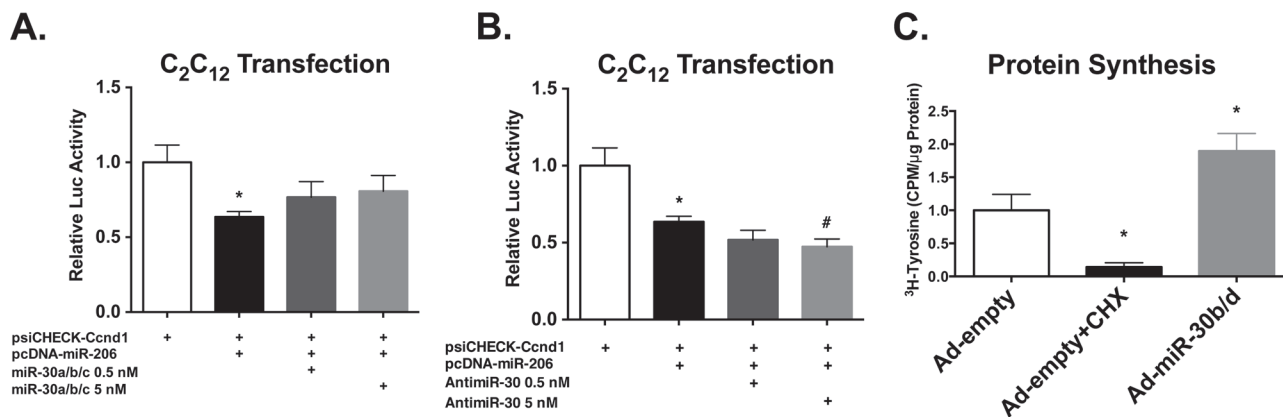 A.
C2C12 Transfection
Relative Luc Activity
1.5
1.0
0.5
0.0
*
psiCHECK-Ccnd1 + + + +
pcDNA-miR-206 + + +
miR-30a/b/c 0.5 nM +
miR-30a/b/c 5 nM +
B.
C2C12 Transfection
Relative Luc Activity
1.5
1.0
0.5
0.0
*
#
psiCHECK-Ccnd1 + + + +
pcDNA-miR-206 + + +
AntimiR-30 0.5 nM +
AntimiR-30 5 nM +
C.
Protein Synthesis
³H-Tyrosine (CPM/µg Protein)
2.5
2.0
1.5
1.0
0.5
0.0
*
*
Ad-empty
Ad-empty+CHX
Ad-miR-30b/d